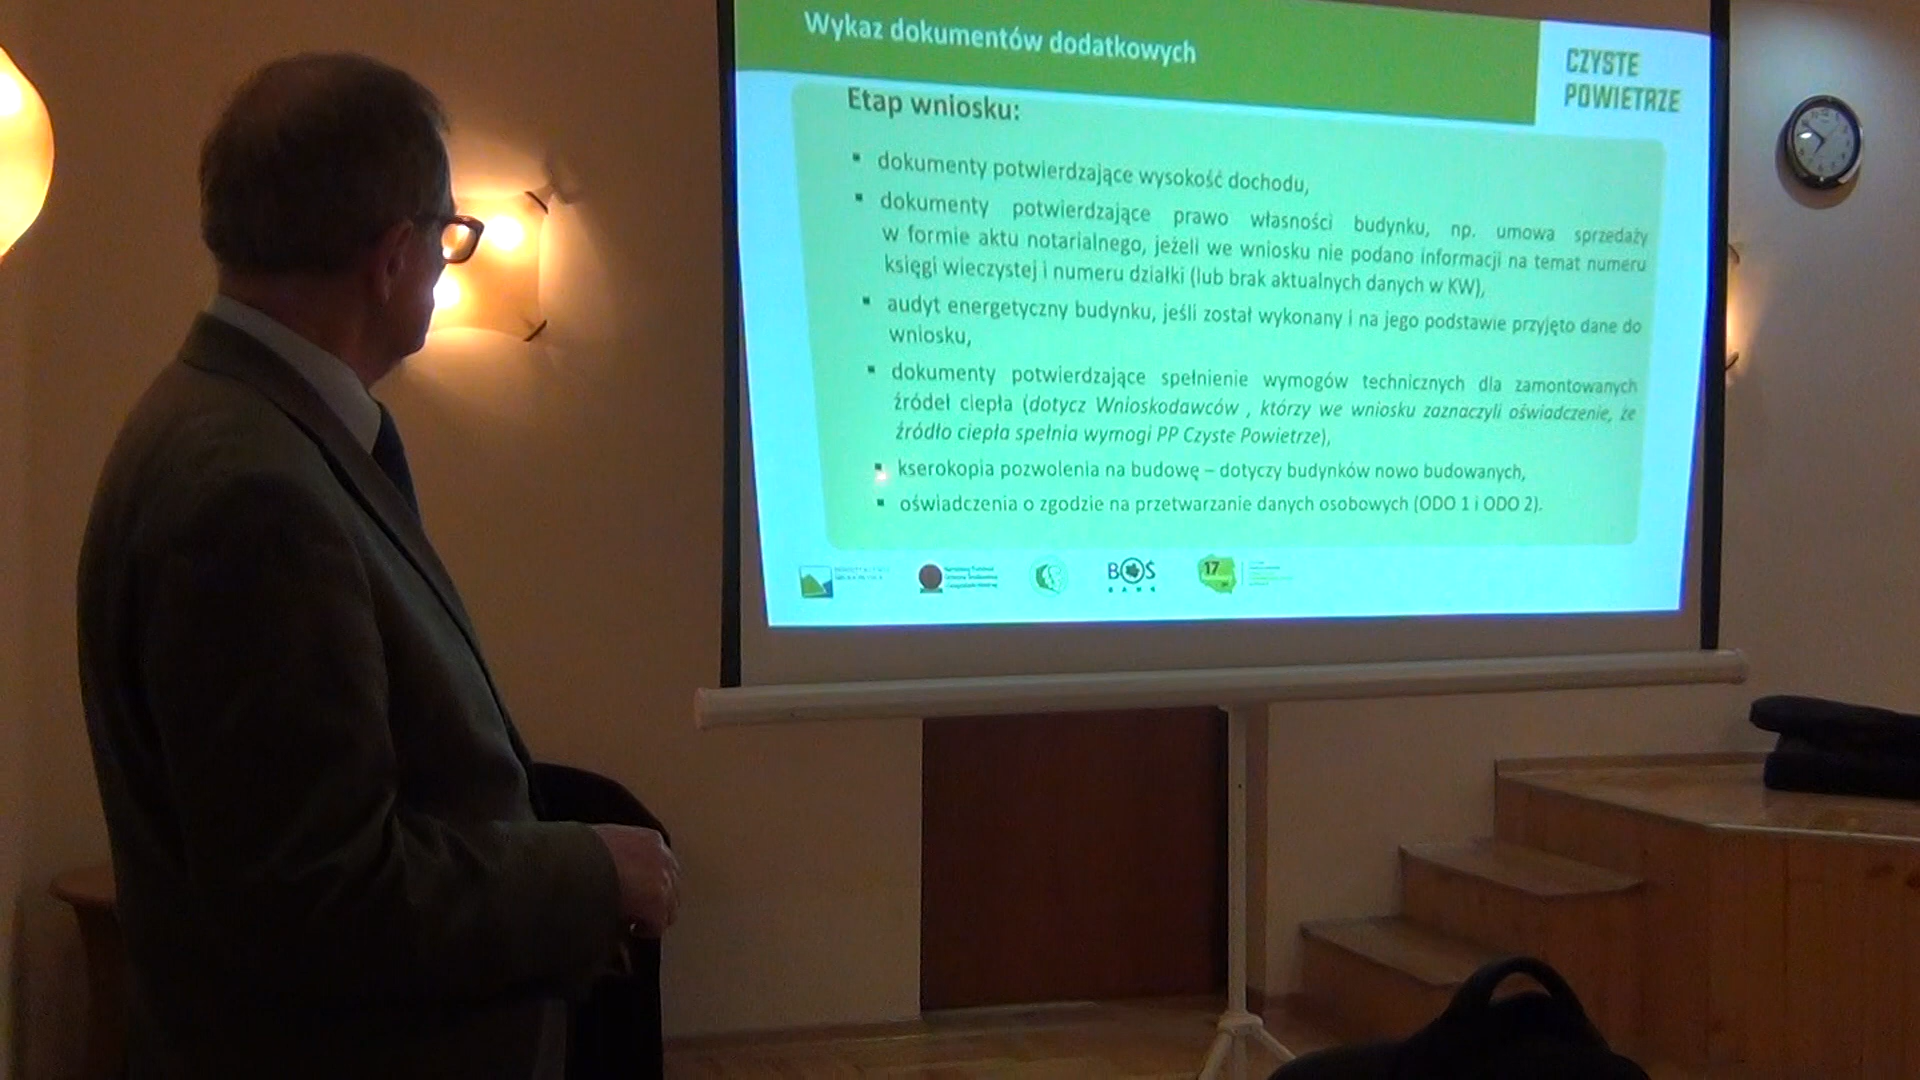 Wykaz dokumentów dodatkowych
CZYSTE
POWIETRZE
Etap wniosku:
▪ dokumenty potwierdzające wysokość dochodu,
▪ dokumenty potwierdzające prawo własności budynku, np. umowa sprzedaży
w formie aktu notarialnego, jeżeli we wniosku nie podano informacji na temat numeru
księgi wieczystej i numeru działki (lub brak aktualnych danych w KW),
▪ audyt energetyczny budynku, jeśli został wykonany i na jego podstawie przyjęto dane do
wniosku,
▪ dokumenty potwierdzające spełnienie wymogów technicznych dla zamontowanych
źródeł ciepła (dotycz Wnioskodawców , którzy we wniosku zaznaczyli oświadczenie, że
źródło ciepła spełnia wymogi PP Czyste Powietrze),
▪ kserokopia pozwolenia na budowę – dotyczy budynków nowo budowanych,
▪ oświadczenia o zgodzie na przetwarzanie danych osobowych (ODO 1 i ODO 2).
BOŚ
BANK
17